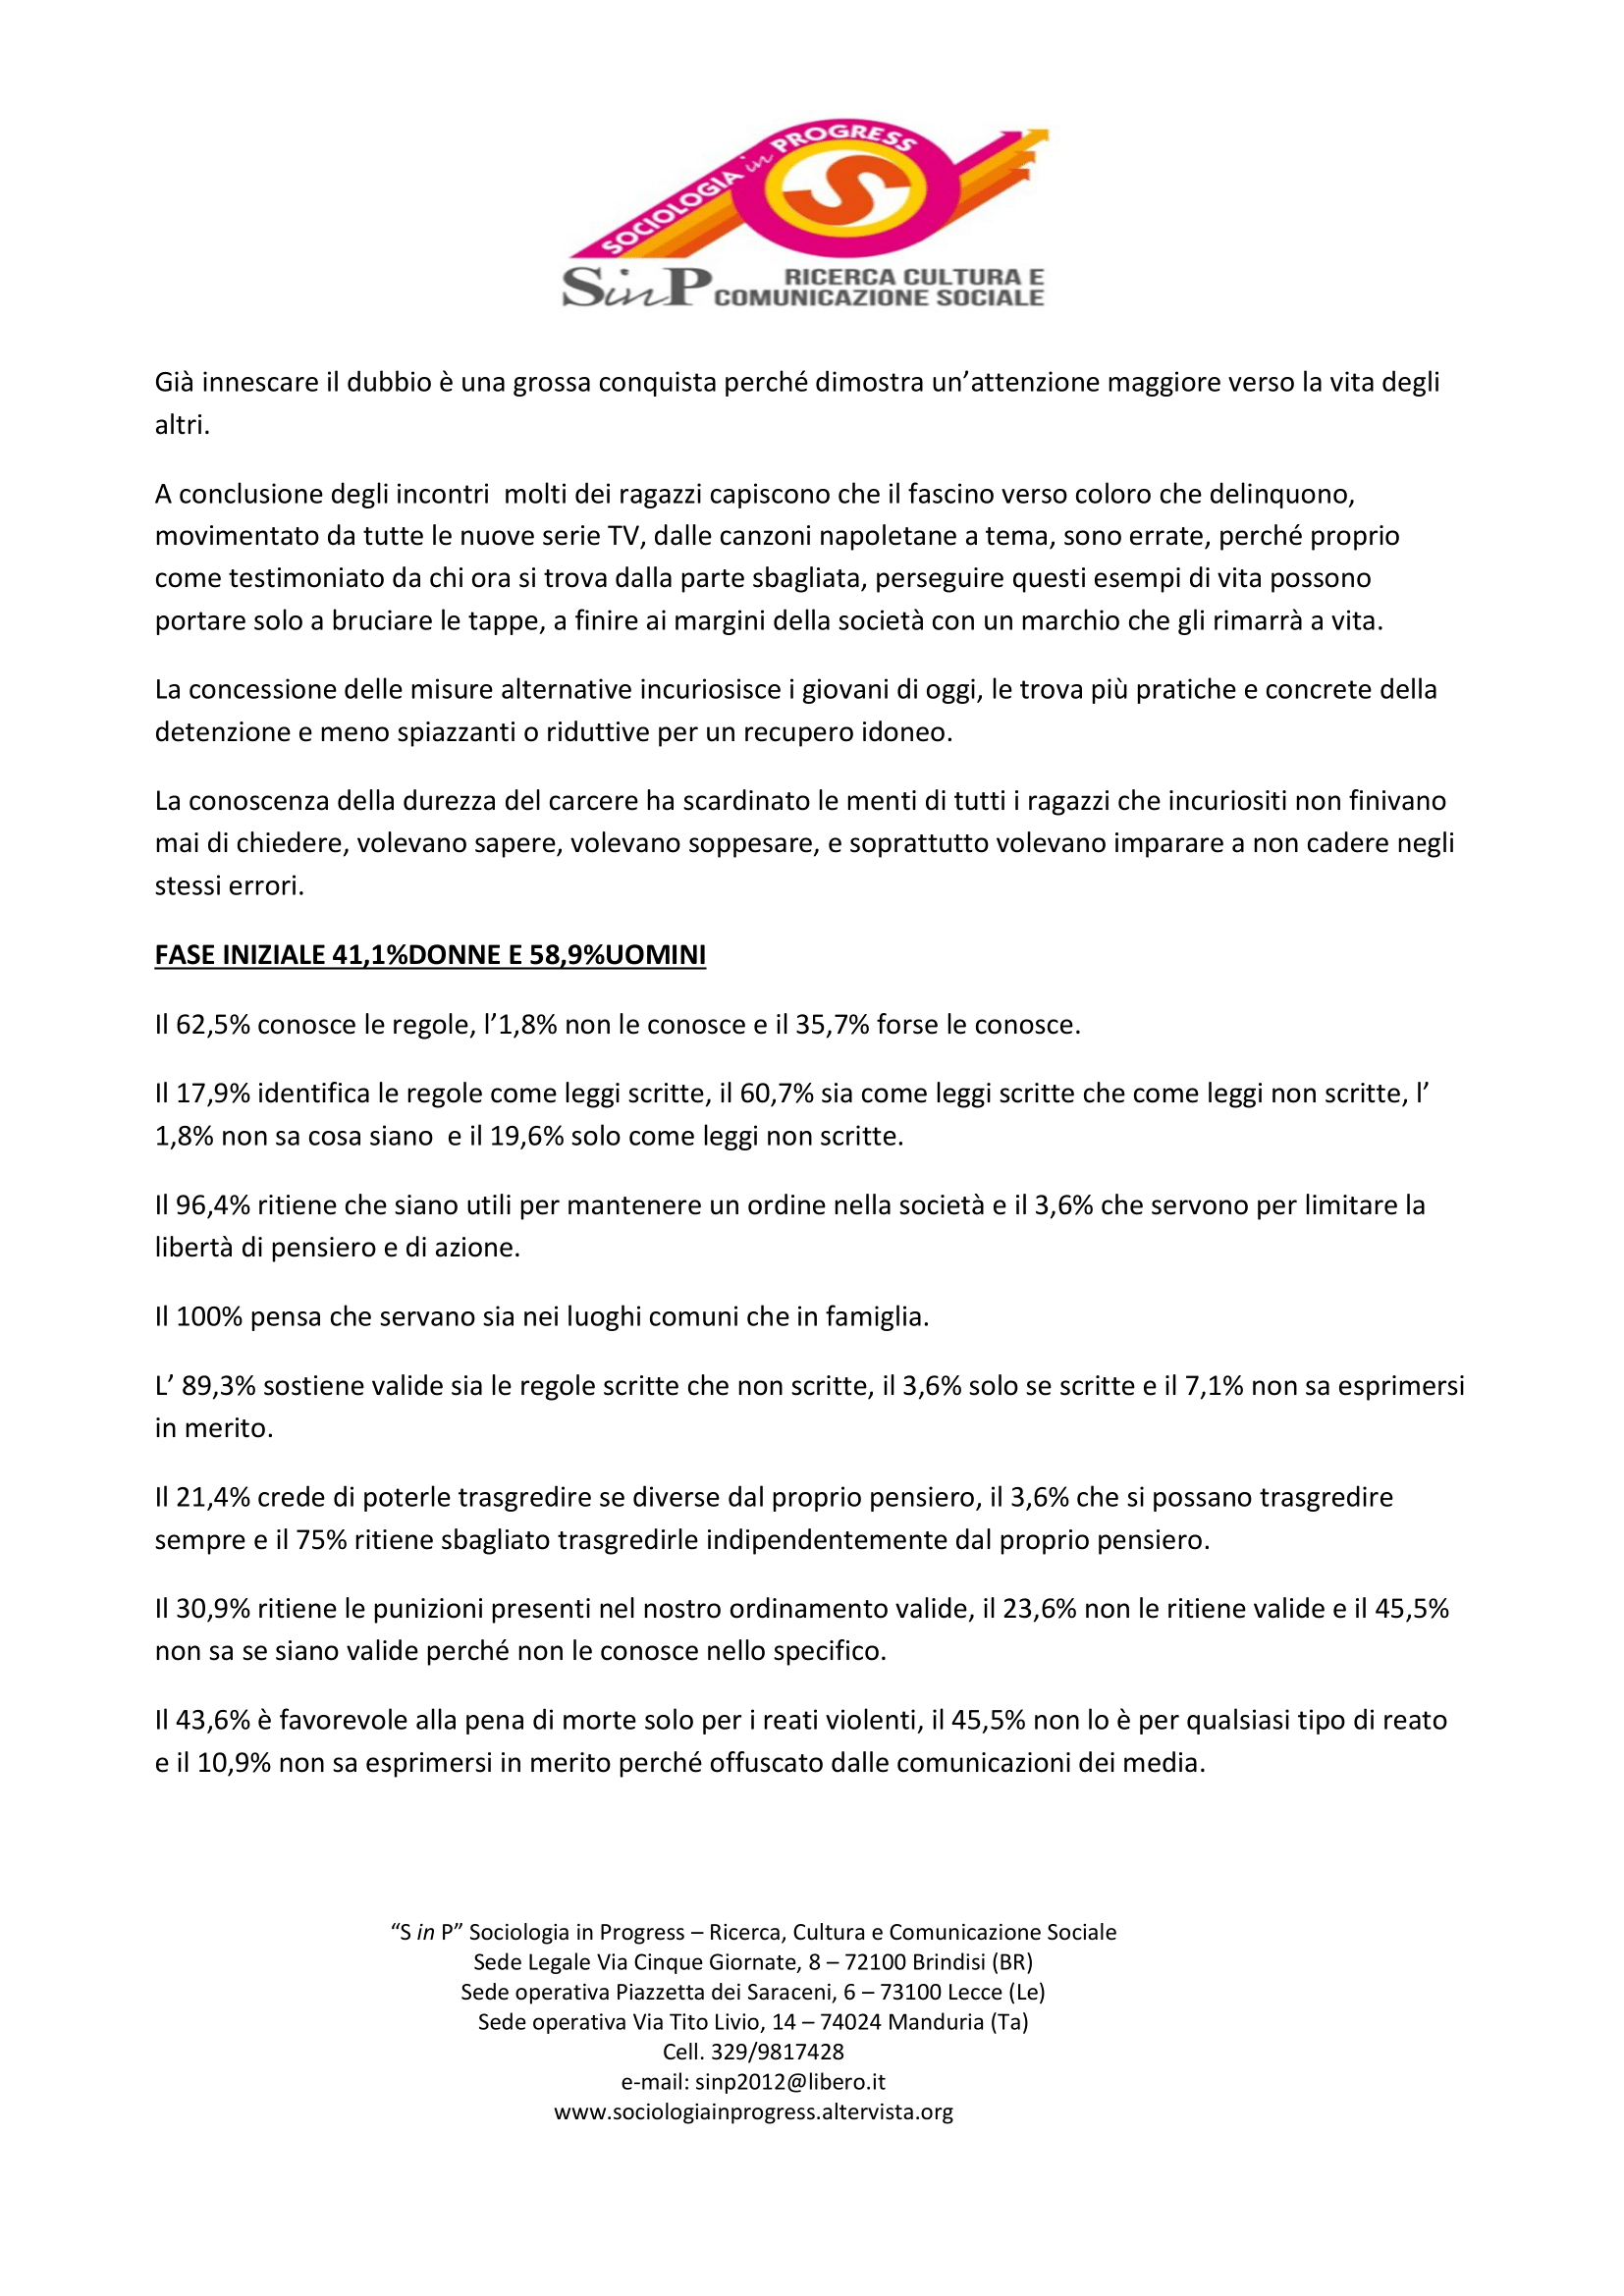 SOCIOLOGIA in PROGRESS
S
SinP RICERCA CULTURA E
COMUNICAZIONE SOCIALE
Già innescare il dubbio è una grossa conquista perché dimostra un’attenzione maggiore verso la vita degli
altri.
A conclusione degli incontri  molti dei ragazzi capiscono che il fascino verso coloro che delinquono,
movimentato da tutte le nuove serie TV, dalle canzoni napoletane a tema, sono errate, perché proprio
come testimoniato da chi ora si trova dalla parte sbagliata, perseguire questi esempi di vita possono
portare solo a bruciare le tappe, a finire ai margini della società con un marchio che gli rimarrà a vita.
La concessione delle misure alternative incuriosisce i giovani di oggi, le trova più pratiche e concrete della
detenzione e meno spiazzanti o riduttive per un recupero idoneo.
La conoscenza della durezza del carcere ha scardinato le menti di tutti i ragazzi che incuriositi non finivano
mai di chiedere, volevano sapere, volevano soppesare, e soprattutto volevano imparare a non cadere negli
stessi errori.
FASE INIZIALE 41,1%DONNE E 58,9%UOMINI
Il 62,5% conosce le regole, l’1,8% non le conosce e il 35,7% forse le conosce.
Il 17,9% identifica le regole come leggi scritte, il 60,7% sia come leggi scritte che come leggi non scritte, l’
1,8% non sa cosa siano  e il 19,6% solo come leggi non scritte.
Il 96,4% ritiene che siano utili per mantenere un ordine nella società e il 3,6% che servono per limitare la
libertà di pensiero e di azione.
Il 100% pensa che servano sia nei luoghi comuni che in famiglia.
L’ 89,3% sostiene valide sia le regole scritte che non scritte, il 3,6% solo se scritte e il 7,1% non sa esprimersi
in merito.
Il 21,4% crede di poterle trasgredire se diverse dal proprio pensiero, il 3,6% che si possano trasgredire
sempre e il 75% ritiene sbagliato trasgredirle indipendentemente dal proprio pensiero.
Il 30,9% ritiene le punizioni presenti nel nostro ordinamento valide, il 23,6% non le ritiene valide e il 45,5%
non sa se siano valide perché non le conosce nello specifico.
Il 43,6% è favorevole alla pena di morte solo per i reati violenti, il 45,5% non lo è per qualsiasi tipo di reato
e il 10,9% non sa esprimersi in merito perché offuscato dalle comunicazioni dei media.
“S in P” Sociologia in Progress – Ricerca, Cultura e Comunicazione Sociale
Sede Legale Via Cinque Giornate, 8 – 72100 Brindisi (BR)
Sede operativa Piazzetta dei Saraceni, 6 – 73100 Lecce (Le)
Sede operativa Via Tito Livio, 14 – 74024 Manduria (Ta)
Cell. 329/9817428
e-mail: sinp2012@libero.it
www.sociologiainprogress.altervista.org